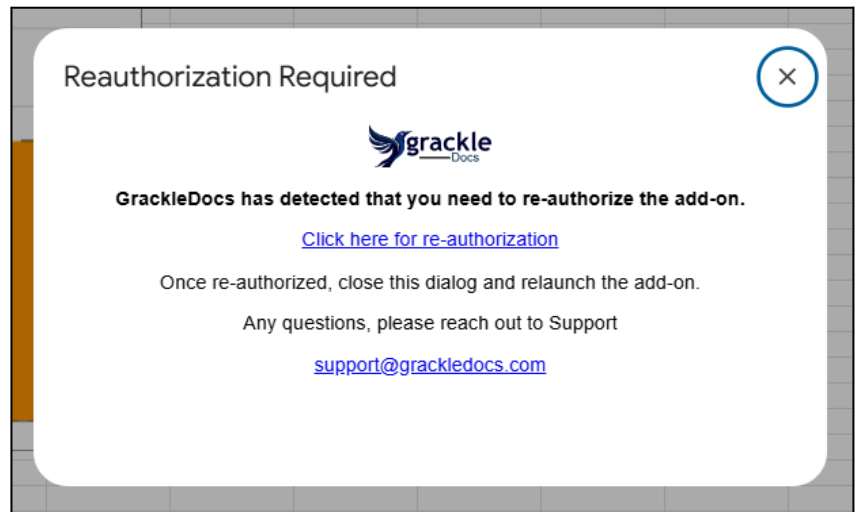 Reauthorization Required
grackle
Docs
GrackleDocs has detected that you need to re-authorize the add-on.
Click here for re-authorization
Once re-authorized, close this dialog and relaunch the add-on.
Any questions, please reach out to Support
support@grackledocs.com